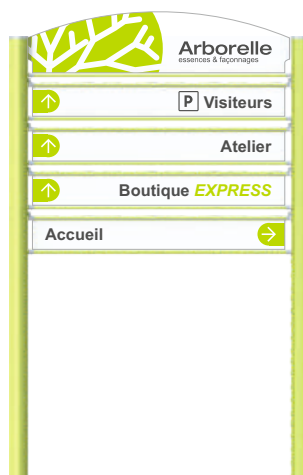 Arborelle
essences & façonnages
P Visiteurs
Atelier
Boutique EXPRESS
Accueil